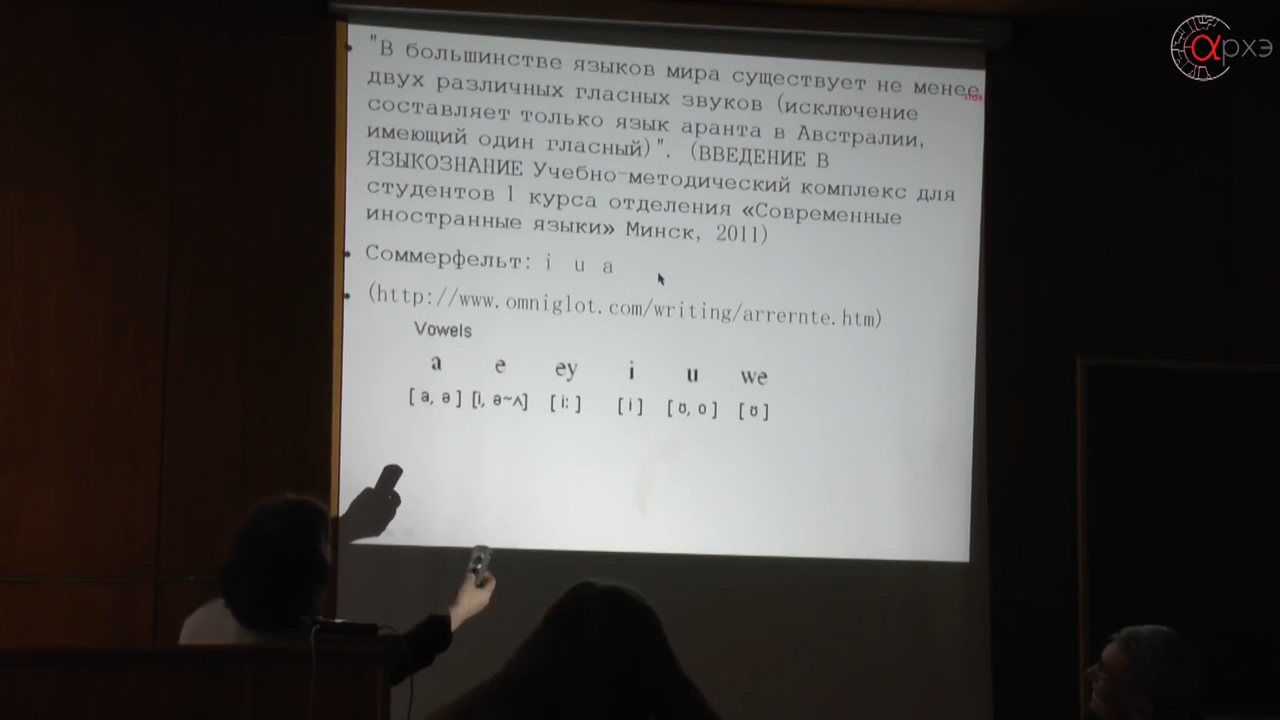 αрхэ
• "В большинстве языков мира существует не менее
двух различных гласных звуков (исключение
составляет только язык аранта в Австралии,
имеющий один гласный)". (ВВЕДЕНИЕ В
ЯЗЫКОЗНАНИЕ Учебно-методический комплекс для
студентов 1 курса отделения «Современные
иностранные языки» Минск, 2011)
• Соммерфельт: i u a
• (http://www.omniglot.com/writing/arrernte.htm)
Vowels
a e ey i u we
[ a, ə ] [i, ə~ʌ] [ i: ] [ i ] [ ʊ, o ] [ ʊ ]